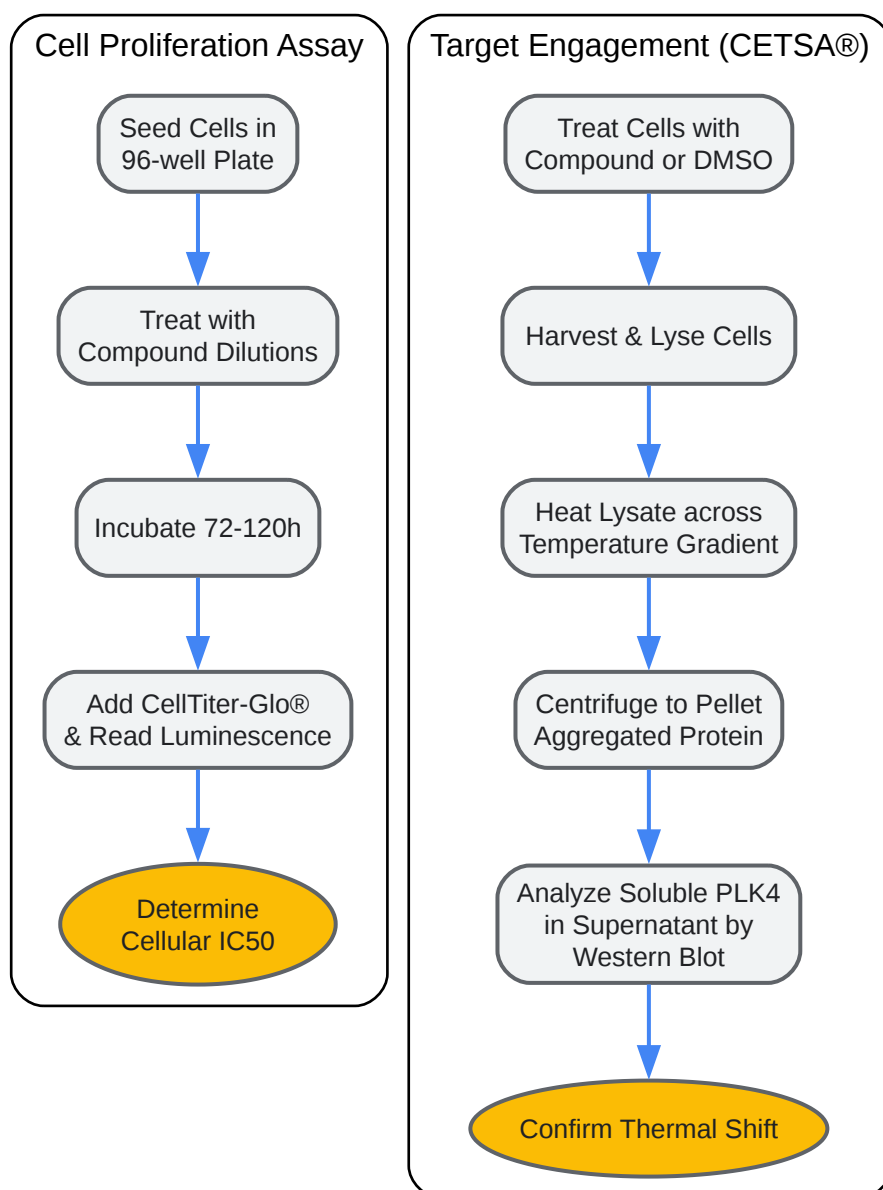 Cell Proliferation Assay
Seed Cells in
96-well Plate
Treat with
Compound Dilutions
Incubate 72-120h
Add CellTiter-Glo®
& Read Luminescence
Determine
Cellular IC50
Target Engagement (CETSA®)
Treat Cells with
Compound or DMSO
Harvest & Lyse Cells
Heat Lysate across
Temperature Gradient
Centrifuge to Pellet
Aggregated Protein
Analyze Soluble PLK4
in Supernatant by
Western Blot
Confirm Thermal Shift